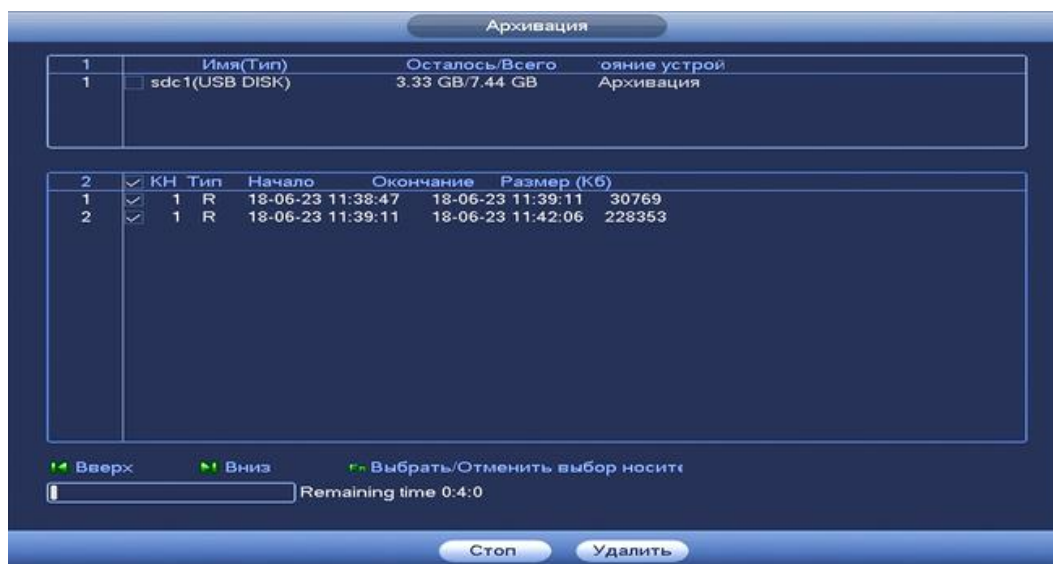 Архивация
1 Имя(Тип) Осталось/Всего ояние устрой
1 sdc1(USB DISK) 3.33 GB/7.44 GB Архивация
2 КН Тип Начало Окончание Размер (Кб)
1 1 R 18-06-23 11:38:47 18-06-23 11:39:11 30769
2 1 R 18-06-23 11:39:11 18-06-23 11:42:06 228353
Вверх Вниз Fn Выбрать/Отменить выбор носите
Remaining time 0:4:0
Стоп Удалить